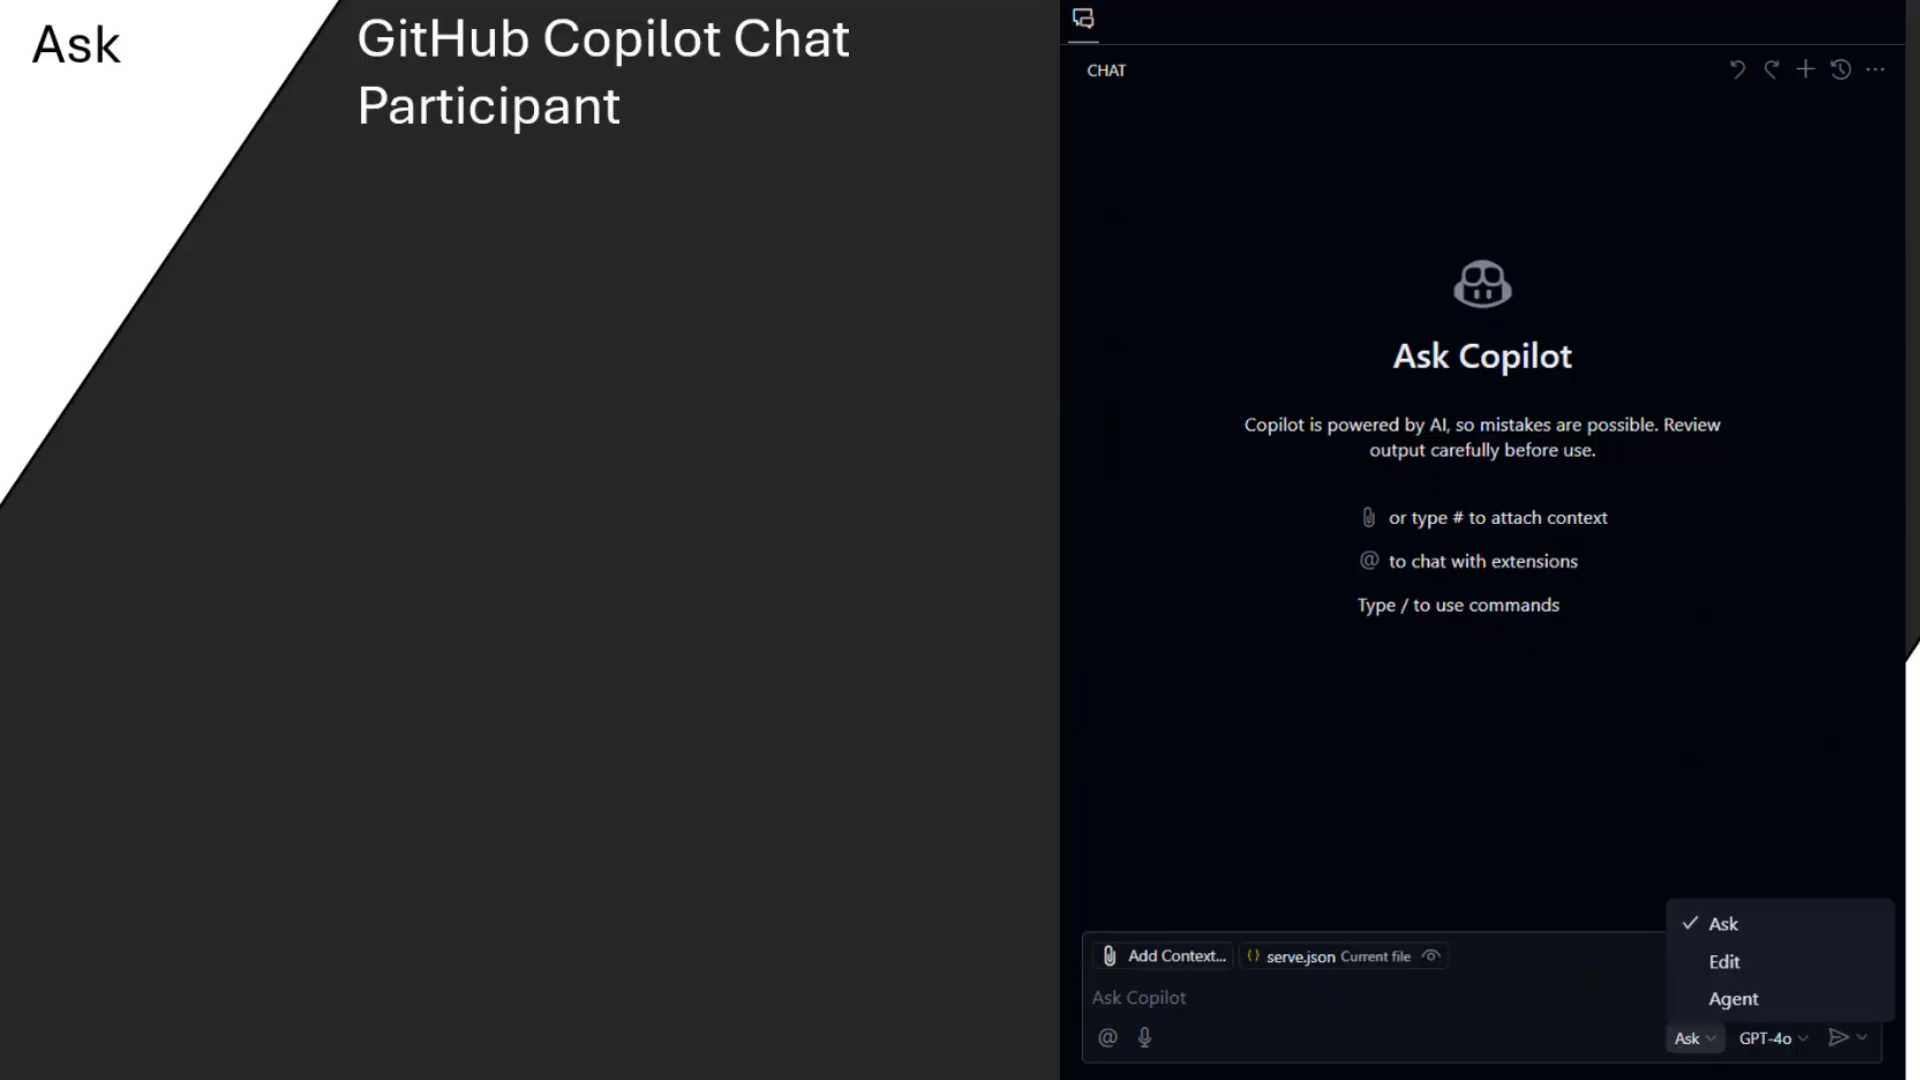 Ask
GitHub Copilot Chat
Participant
CHAT
Ask Copilot
Copilot is powered by AI, so mistakes are possible. Review
output carefully before use.
or type # to attach context
@ to chat with extensions
Type / to use commands
Ask
Edit
Agent
Add Context... {} serve.json Current file
Ask Copilot
@ Ask GPT-4o